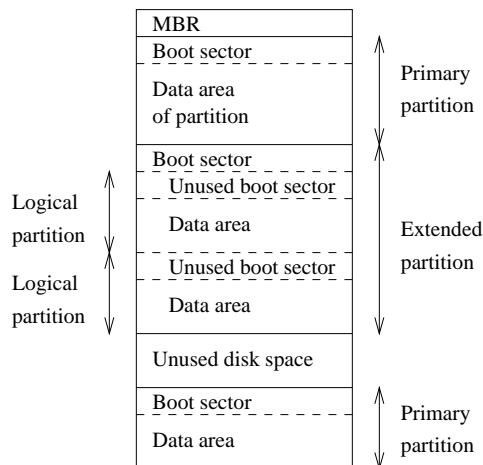 MBR
Boot sector
Data area
of partition
Primary
partition
Boot sector
Unused boot sector
Data area
Logical
partition
Unused boot sector
Data area
Logical
partition
Extended
partition
Unused disk space
Boot sector
Data area
Primary
partition